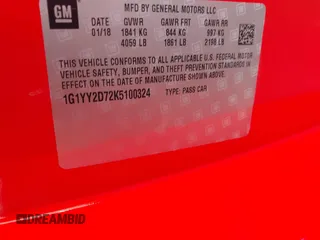 GM
MFD BY GENERAL MOTORS LLC
DATE GVWR GAWR FRT GAWR RR
01/18 1841 KG 844 KG 997 KG
4059 LB 1861 LB 2198 LB
THIS VEHICLE CONFORMS TO ALL APPLICABLE U.S. FEDERAL MOTOR
VEHICLE SAFETY, BUMPER, AND THEFT PREVENTION STANDARDS
IN EFFECT ON THE DATE OF MANUFACTURE SHOWN ABOVE.
1G1YY2D72K5100324
TYPE: PASS CAR
DREAMBID